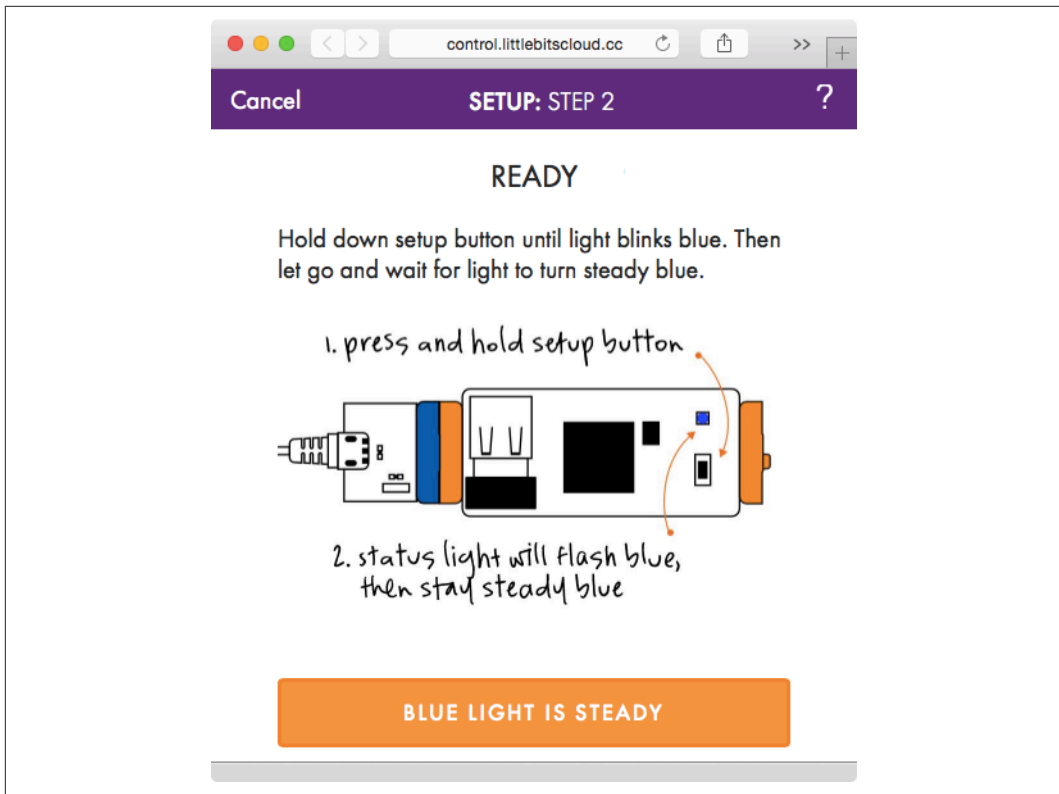 control.littlebitscloud.cc
>>
Cancel
SETUP: STEP 2
?
READY
Hold down setup button until light blinks blue. Then
let go and wait for light to turn steady blue.
1. press and hold setup button
2. status light will flash blue,
then stay steady blue
BLUE LIGHT IS STEADY